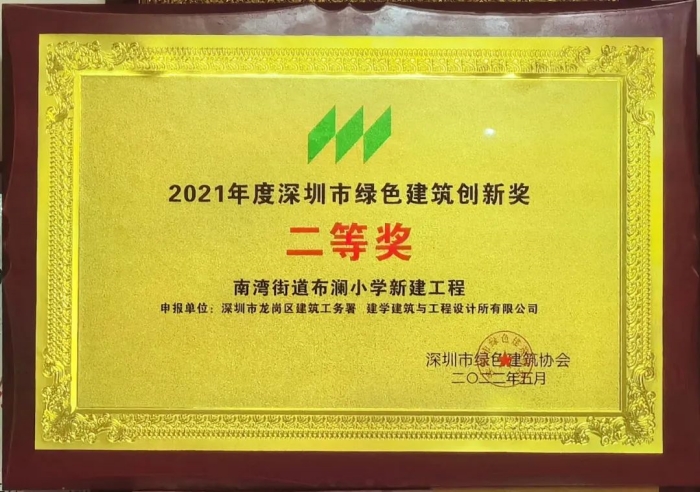 2021年度深圳市绿色建筑创新奖
二等奖
南湾街道布澜小学新建工程
申报单位：深圳市龙岗区建筑工务署 建学建筑与工程设计所有限公司
深圳市绿色建筑协会
二〇二二年五月